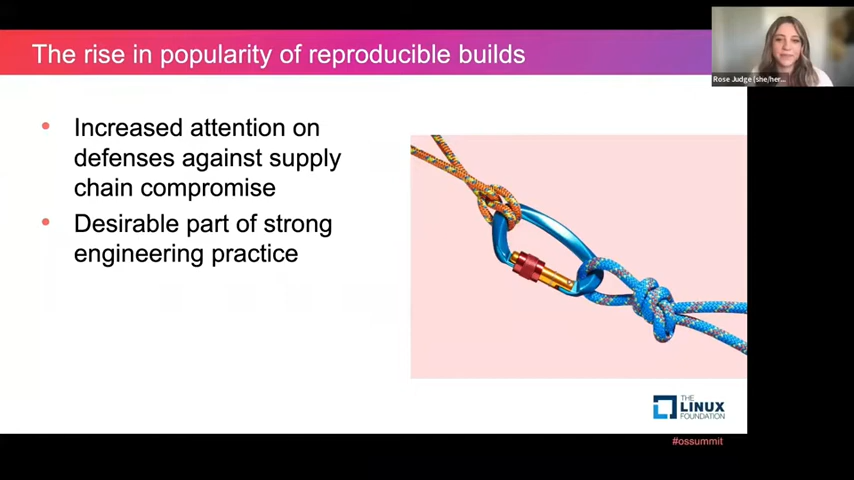 The rise in popularity of reproducible builds
Rose Judge (she/her...
• Increased attention on
defenses against supply
chain compromise
• Desirable part of strong
engineering practice
THE
LINUX
FOUNDATION
#ossummit